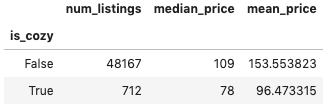 num_listings median_price mean_price
is_cozy
False 48167 109 153.553823
True 712 78 96.473315